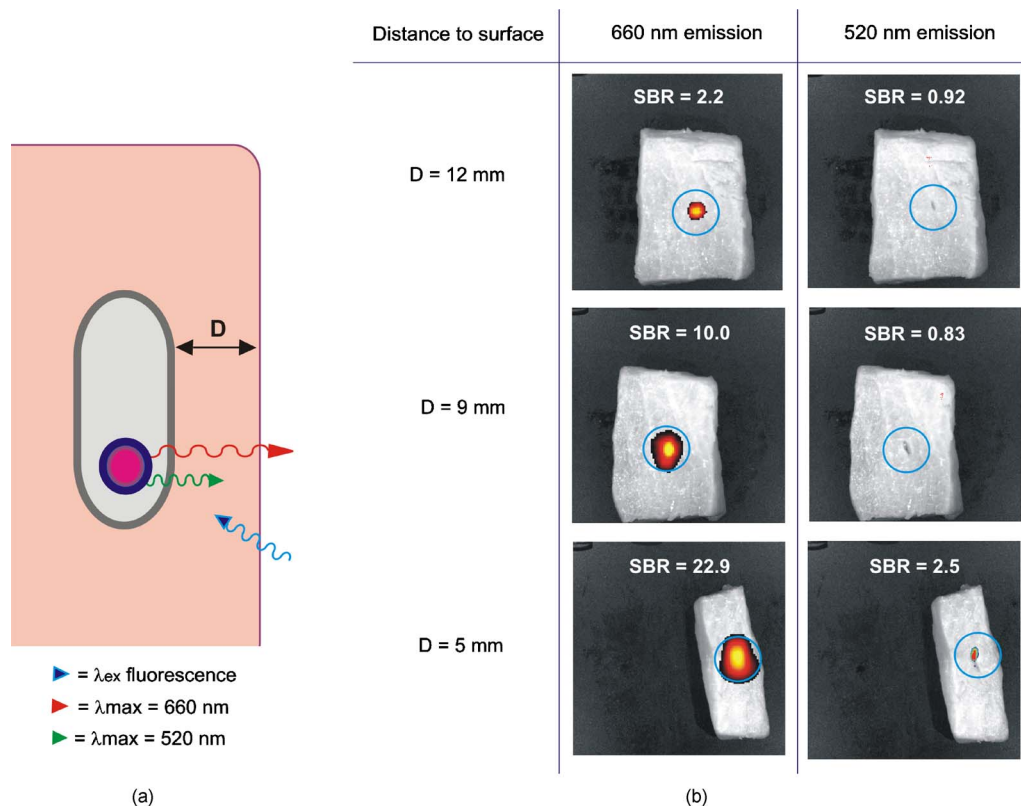 Distance to surface 660 nm emission 520 nm emission
SBR = 2.2 SBR = 0.92
D = 12 mm
D
SBR = 10.0 SBR = 0.83
D = 9 mm
SBR = 22.9 SBR = 2.5
D = 5 mm
= λex fluorescence
= λmax = 660 nm
= λmax = 520 nm
(a) (b)